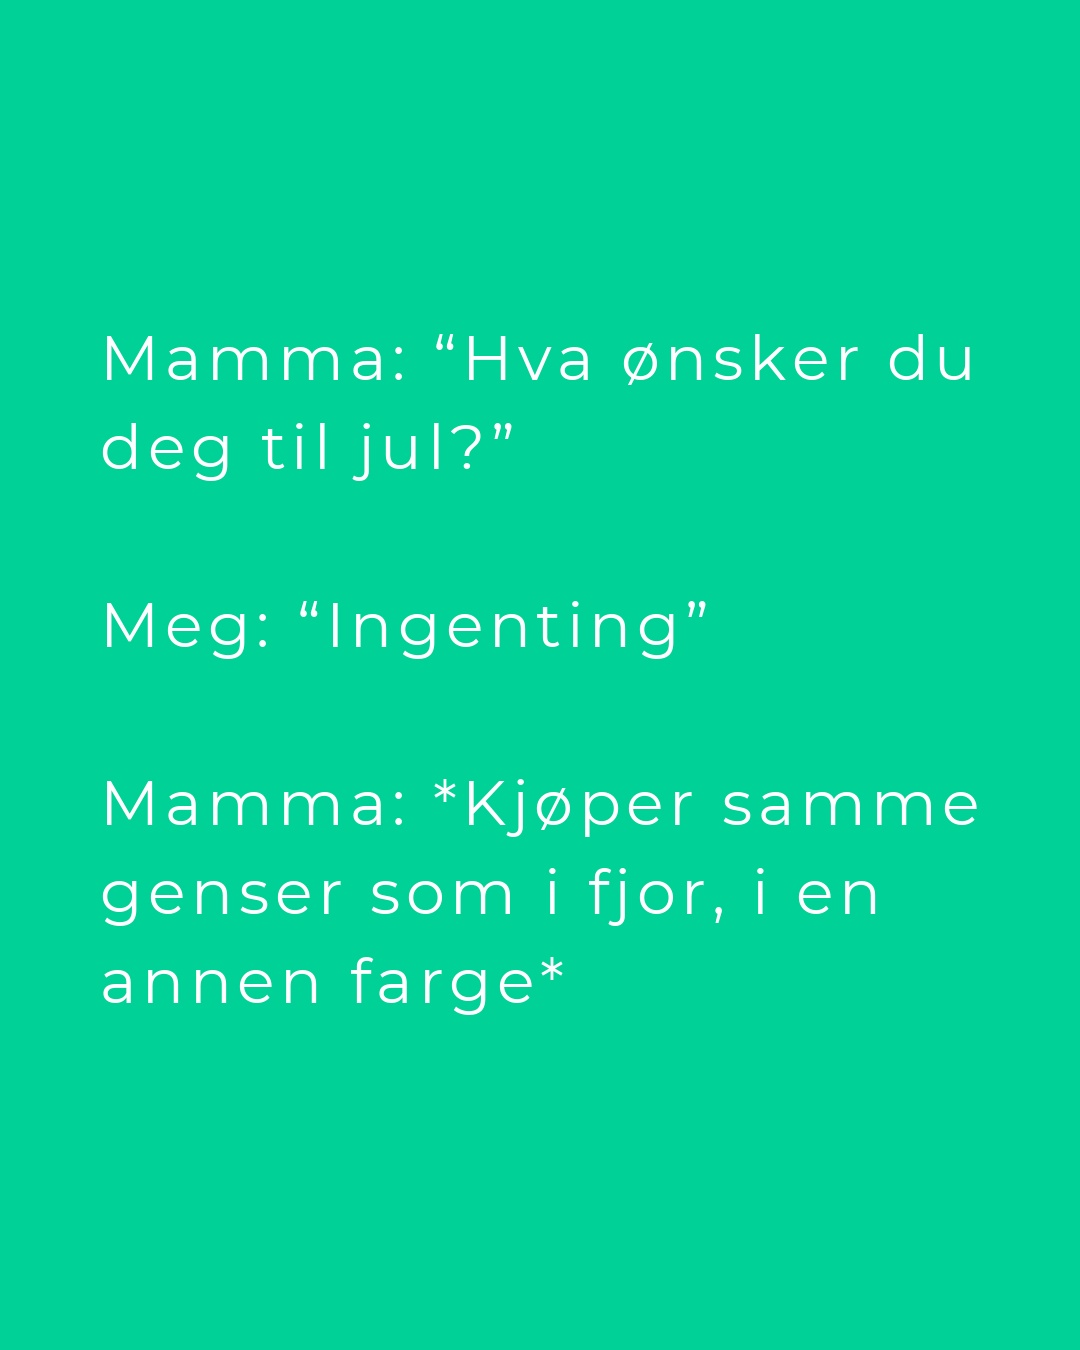 Mamma: “Hva ønsker du
deg til jul?”
Meg: “Ingenting”
Mamma: *Kjøper samme
genser som i fjor, i en
annen farge*